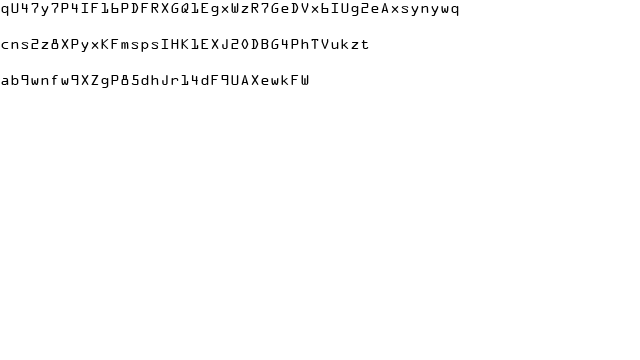 qU47y7P4IF16PDFRXGQ1EgxWzR7GeDVx6IUg2eAxsynywq
cns2z8XPyxKFmspsIHK1EXJ20DBG4PhTVukzt
ab9wnfw9XZgP85dhJr14dF9UAXewkFW